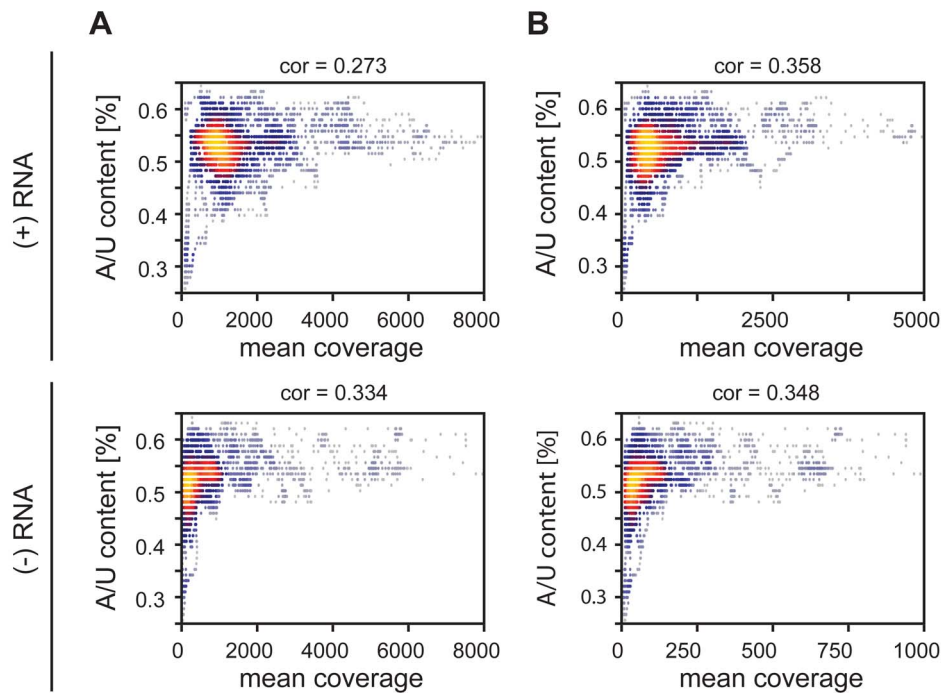 A
B
(+) RNA
cor = 0.273
A/U content [%]
0.6
0.5
0.4
0.3
0 2000 4000 6000 8000
mean coverage
cor = 0.358
A/U content [%]
0.6
0.5
0.4
0.3
0 2500 5000
mean coverage
(-) RNA
cor = 0.334
A/U content [%]
0.6
0.5
0.4
0.3
0 2000 4000 6000 8000
mean coverage
cor = 0.348
A/U content [%]
0.6
0.5
0.4
0.3
0 250 500 750 1000
mean coverage